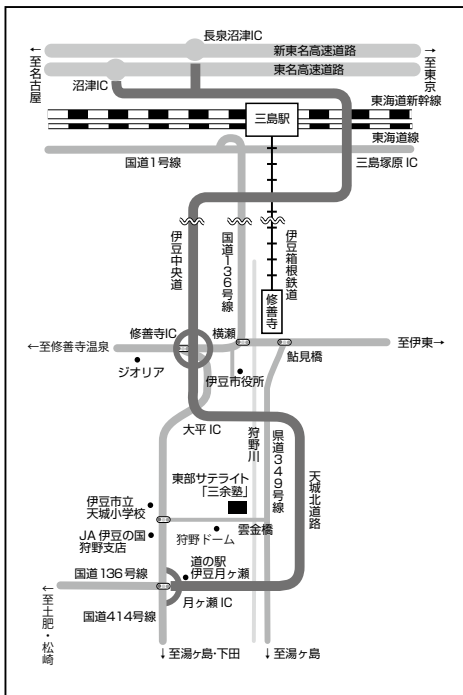 長泉沼津IC
←至名古屋
新東名高速道路
→至東京
沼津IC
東名高速道路
東海道新幹線
三島駅
東海道線
国道1号線
三島塚原IC
伊豆中央道
国道136号線
伊豆箱根鉄道
修善寺
修善寺IC
横瀬
←至修善寺温泉
鮎見橋
至伊東→
ジオリア
伊豆市役所
大平IC
狩野川
県道349号線
天城北道路
東部サテライト
「三余塾」
伊豆市立
天城小学校
雲金橋
JA伊豆の国
狩野支店
狩野ドーム
国道136号線
道の駅
伊豆月ヶ瀬
←至土肥・松崎
月ヶ瀬IC
国道414号線
↓至湯ヶ島・下田
↓至湯ヶ島